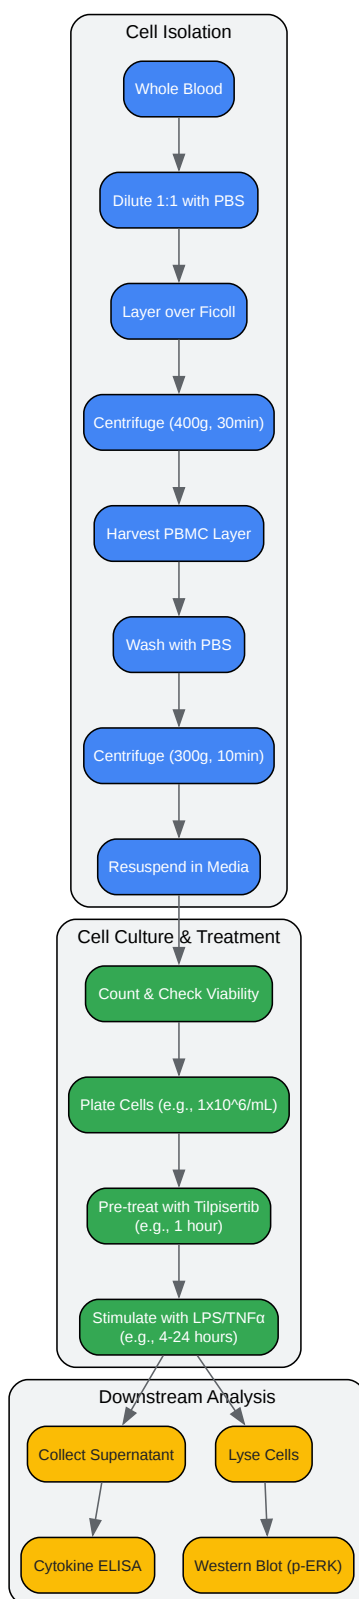 Cell Isolation
Whole Blood
Dilute 1:1 with PBS
Layer over Ficoll
Centrifuge (400g, 30min)
Harvest PBMC Layer
Wash with PBS
Centrifuge (300g, 10min)
Resuspend in Media
Cell Culture & Treatment
Count & Check Viability
Plate Cells (e.g., 1x10^6/mL)
Pre-treat with Tilpisertib
(e.g., 1 hour)
Stimulate with LPS/TNFα
(e.g., 4-24 hours)
Downstream Analysis
Collect Supernatant
Lyse Cells
Cytokine ELISA
Western Blot (p-ERK)